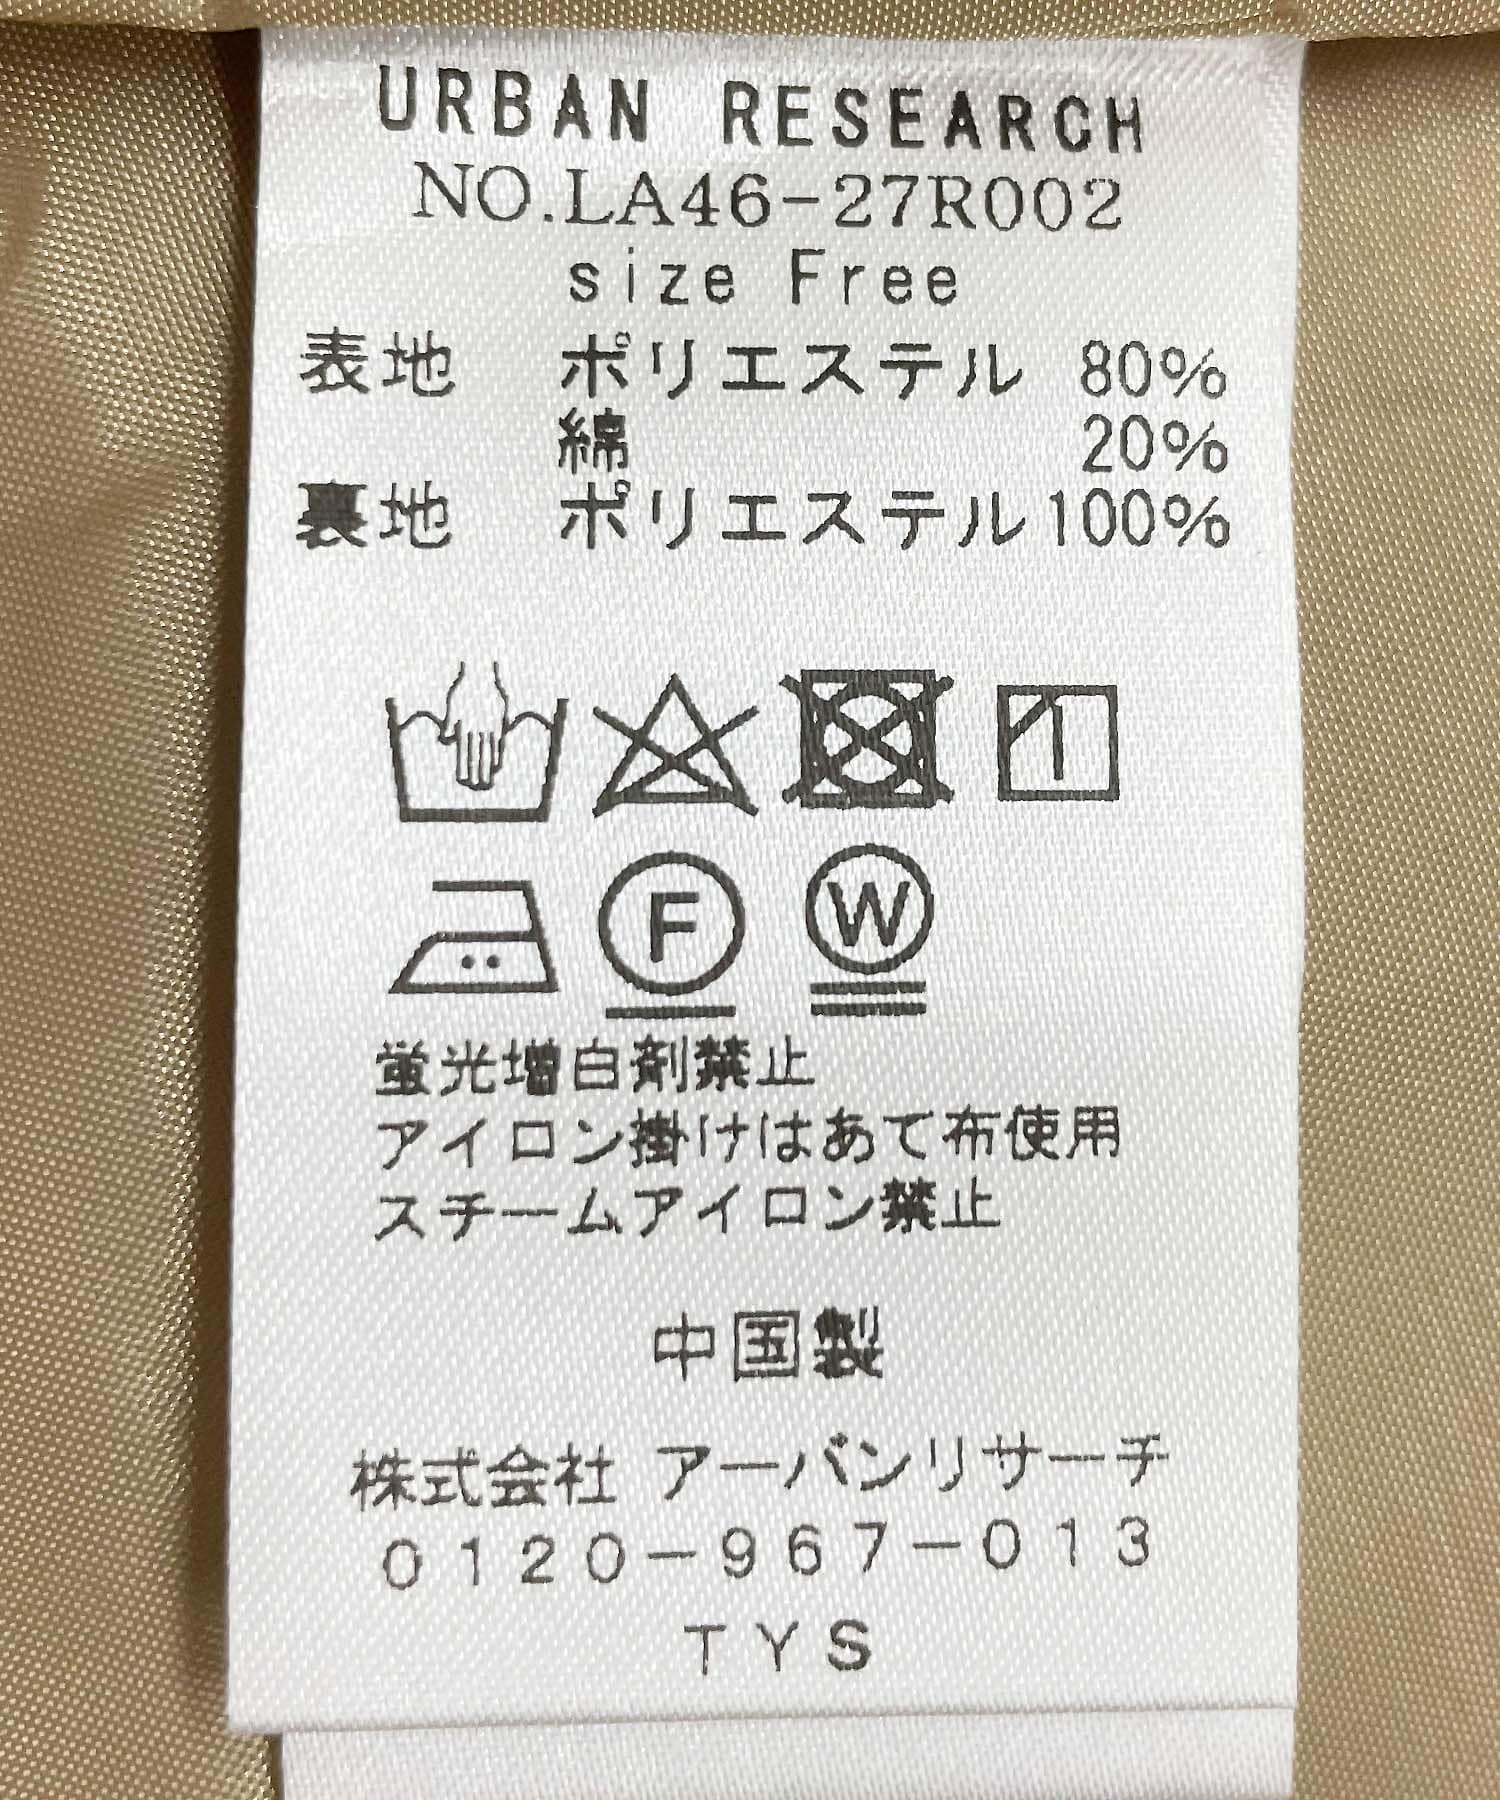 URBAN RESEARCH
NO.LA46-27R002
size Free
表地 ポリエステル 80%
綿 20%
裏地 ポリエステル100%
1
F W
蛍光増白剤禁止
アイロン掛けはあて布使用
スチームアイロン禁止
中国製
株式会社 アーバンリサーチ
0120-967-013
TYS